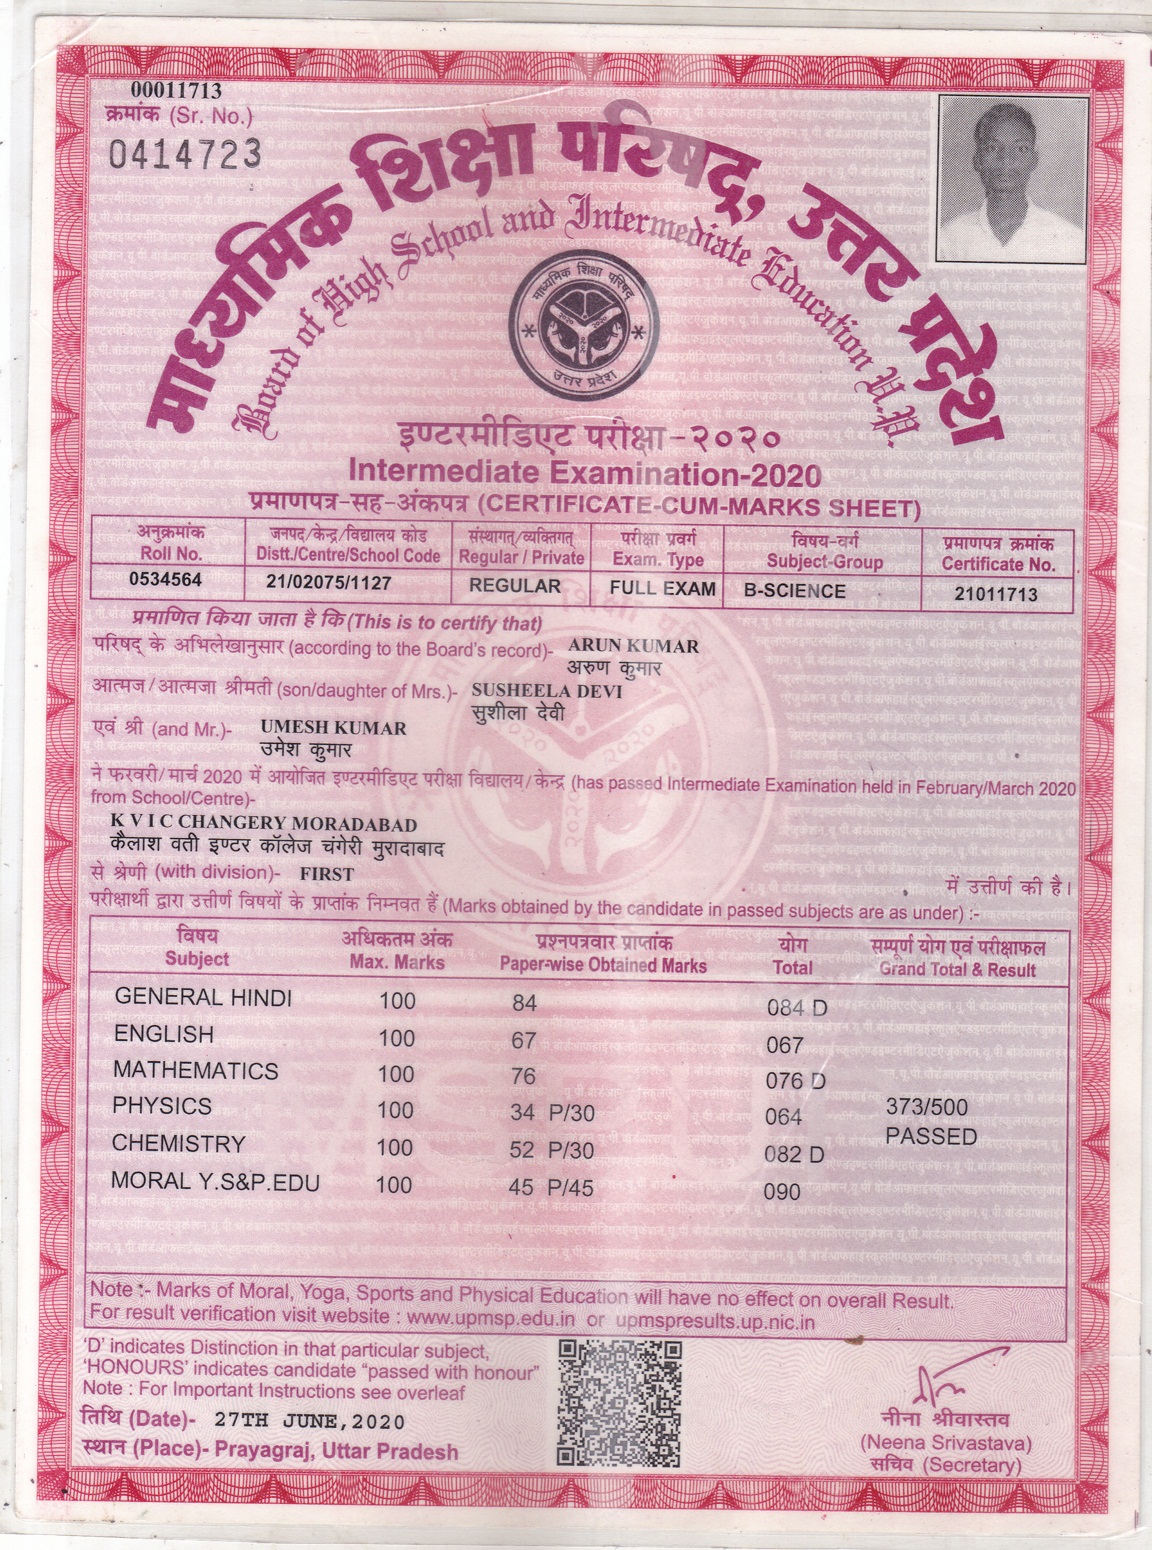 00011713
क्रमांक (Sr. No.)
0414723
माध्यमिक शिक्षा परिषद्, उत्तर प्रदेश
Board of High School and Intermediate Education U.P.
माध्यमिक शिक्षा परिषद्
उत्तर प्रदेश
इण्टरमीडिएट परीक्षा-२०२०
Intermediate Examination-2020
प्रमाणपत्र-सह-अंकपत्र (CERTIFICATE-CUM-MARKS SHEET)
अनुक्रमांक जनपद/केन्द्र/विद्यालय कोड संस्थागत्/व्यक्तिगत् परीक्षा प्रवर्ग विषय-वर्ग प्रमाणपत्र क्रमांक
Roll No. Distt./Centre/School Code Regular / Private Exam. Type Subject-Group Certificate No.
0534564 21/02075/1127 REGULAR FULL EXAM B-SCIENCE 21011713
प्रमाणित किया जाता है कि (This is to certify that)
परिषद् के अभिलेखानुसार (according to the Board's record)- ARUN KUMAR
अरुण कुमार
आत्मज/आत्मजा श्रीमती (son/daughter of Mrs.)- SUSHEELA DEVI
सुशीला देवी
एवं श्री (and Mr.)- UMESH KUMAR
उमेश कुमार
ने फरवरी/मार्च 2020 में आयोजित इण्टरमीडिएट परीक्षा विद्यालय/केन्द्र (has passed Intermediate Examination held in February/March 2020
from School/Centre)-
K V I C CHANGERY MORADABAD
कैलाश वती इण्टर कॉलेज चंगेरी मुरादाबाद
से श्रेणी (with division)- FIRST में उत्तीर्ण की है।
परीक्षार्थी द्वारा उत्तीर्ण विषयों के प्राप्तांक निम्नवत हैं (Marks obtained by the candidate in passed subjects are as under) :-
विषय अधिकतम अंक प्रश्नपत्रवार प्राप्तांक योग सम्पूर्ण योग एवं परीक्षाफल
Subject Max. Marks Paper-wise Obtained Marks Total Grand Total & Result
GENERAL HINDI 100 84 084 D
ENGLISH 100 67 067
MATHEMATICS 100 76 076 D
PHYSICS 100 34 P/30 064 373/500
PASSED
CHEMISTRY 100 52 P/30 082 D
MORAL Y.S&P.EDU 100 45 P/45 090
Note :- Marks of Moral, Yoga, Sports and Physical Education will have no effect on overall Result.
For result verification visit website : www.upmsp.edu.in or upmspresults.up.nic.in
'D' indicates Distinction in that particular subject,
'HONOURS' indicates candidate "passed with honour"
Note : For Important Instructions see overleaf
तिथि (Date)- 27TH JUNE,2020
स्थान (Place)- Prayagraj, Uttar Pradesh
नीना श्रीवास्तव
(Neena Srivastava)
सचिव (Secretary)